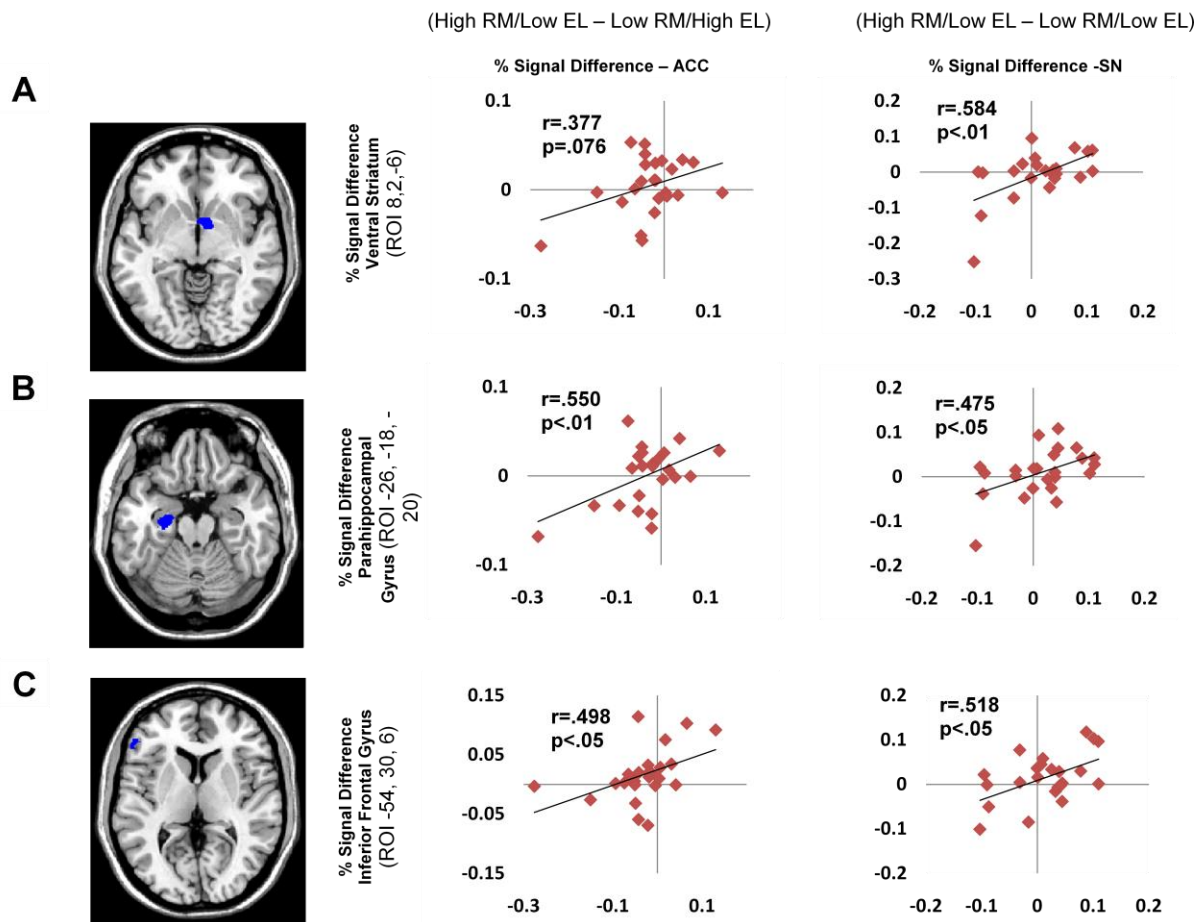 (High RM/Low EL – Low RM/High EL)
(High RM/Low EL – Low RM/Low EL)
% Signal Difference – ACC
% Signal Difference -SN
A
% Signal Difference
Ventral Striatum
(ROI 8,2,-6)
0.1
0
-0.1
-0.3
-0.1
0.1
r=.377
p=.076
0.2
0.1
0
-0.1
-0.2
-0.3
-0.2
-0.1
0
0.1
0.2
r=.584
p<.01
B
% Signal Difference
Parahippocampal
Gyrus (ROI -26, -18, -
20)
0.1
0
-0.1
-0.3
-0.1
0.1
r=.550
p<.01
0.2
0.1
0
-0.1
-0.2
-0.2
-0.1
0
0.1
0.2
r=.475
p<.05
C
% Signal Difference
Inferior Frontal Gyrus
(ROI -54, 30, 6)
0.15
0.05
-0.05
-0.15
-0.3
-0.1
0.1
r=.498
p<.05
0.2
0.1
0
-0.1
-0.2
-0.2
-0.1
0
0.1
0.2
r=.518
p<.05